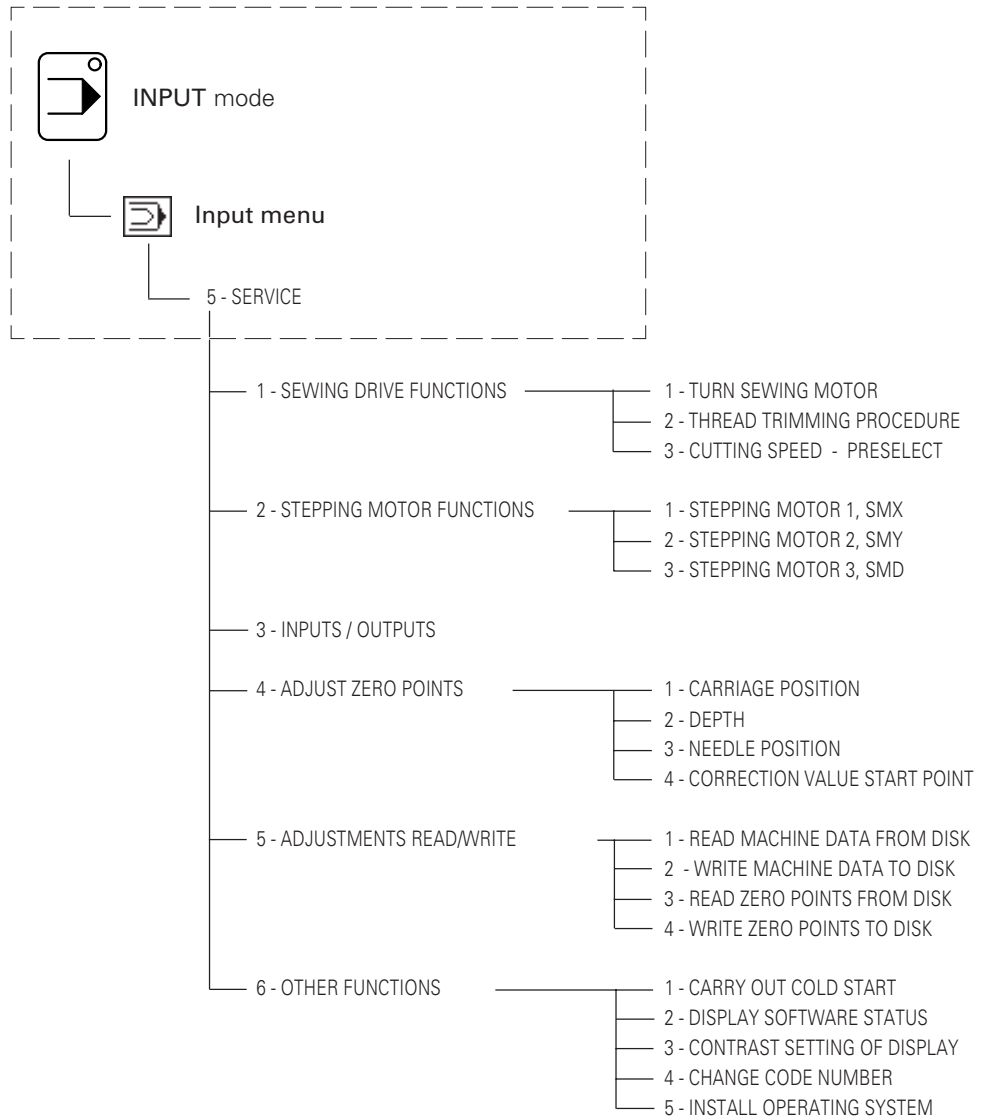 INPUT mode
Input menu
5 - SERVICE
1 - SEWING DRIVE FUNCTIONS
1 - TURN SEWING MOTOR
2 - THREAD TRIMMING PROCEDURE
3 - CUTTING SPEED - PRESELECT
2 - STEPPING MOTOR FUNCTIONS
1 - STEPPING MOTOR 1, SMX
2 - STEPPING MOTOR 2, SMY
3 - STEPPING MOTOR 3, SMD
3 - INPUTS / OUTPUTS
4 - ADJUST ZERO POINTS
1 - CARRIAGE POSITION
2 - DEPTH
3 - NEEDLE POSITION
4 - CORRECTION VALUE START POINT
5 - ADJUSTMENTS READ/WRITE
1 - READ MACHINE DATA FROM DISK
2 - WRITE MACHINE DATA TO DISK
3 - READ ZERO POINTS FROM DISK
4 - WRITE ZERO POINTS TO DISK
6 - OTHER FUNCTIONS
1 - CARRY OUT COLD START
2 - DISPLAY SOFTWARE STATUS
3 - CONTRAST SETTING OF DISPLAY
4 - CHANGE CODE NUMBER
5 - INSTALL OPERATING SYSTEM